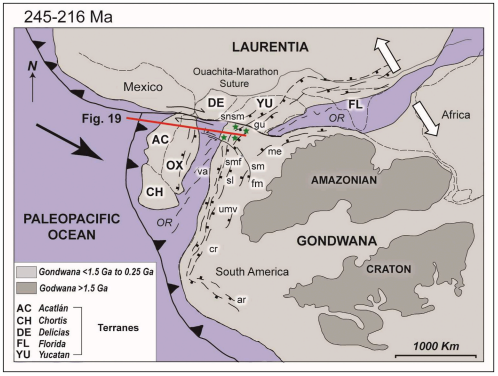 245-216 Ma
LAURENTIA
N
Ouachita-Marathon
Suture
Mexico
DE
YU
FL
snsm
Fig. 19
gu
OR
Africa
AC
OX
me
va
smf
sm
sl
fm
AMAZONIAN
CH
umv
PALEOPACIFIC
OCEAN
OR
GONDWANA
cr
South America
CRATON
ar
Gondwana <1.5 Ga to 0.25 Ga
Godwana >1.5 Ga
AC Acatlán
CH Chortis
DE Delicias
FL Florida
YU Yucatan
Terranes
1000 Km